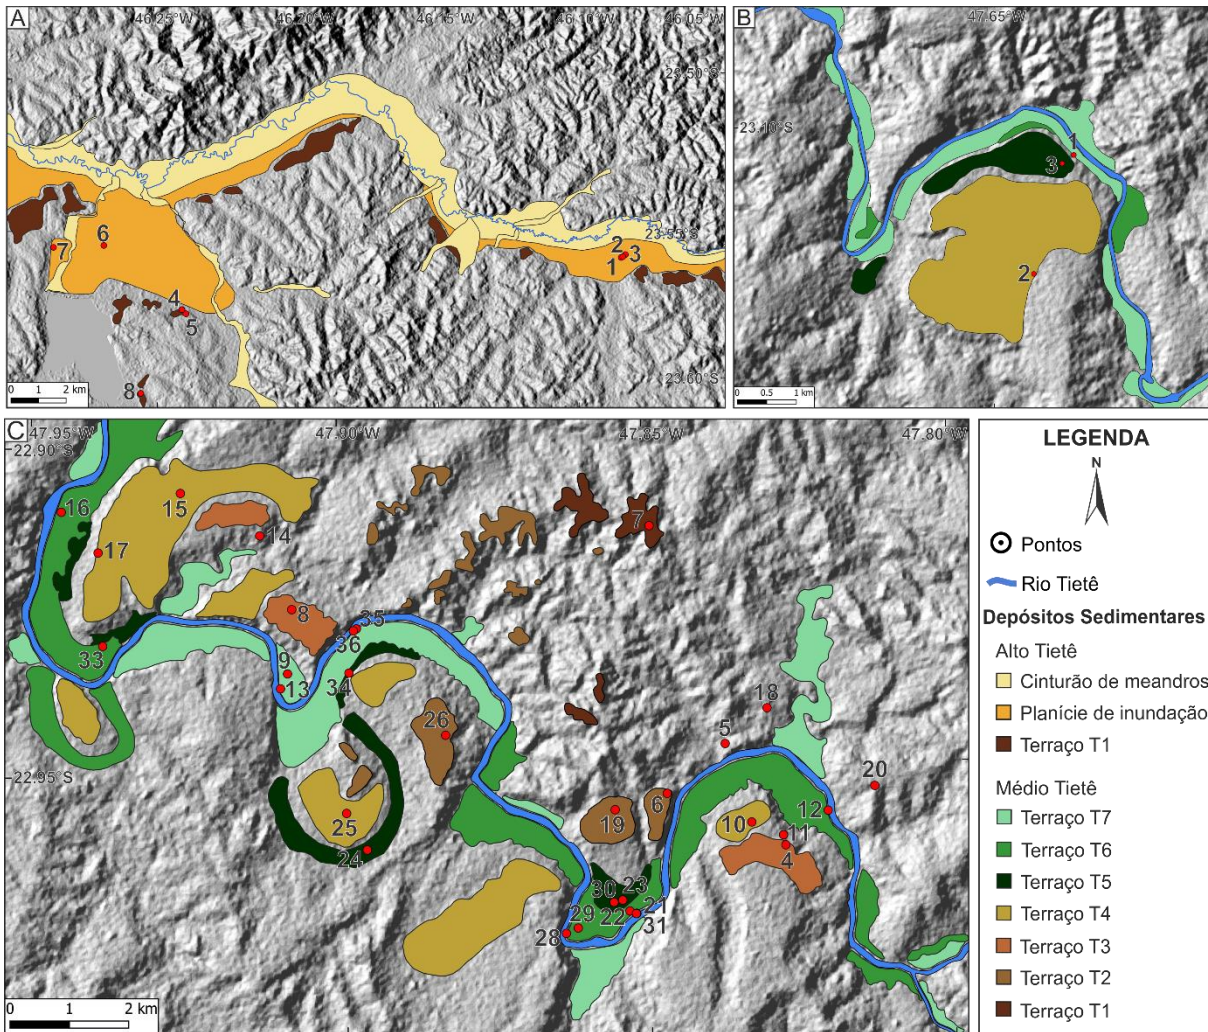 A
46.25°W
46.20°W
46.15°W
46.10°W
46.05°W
23.50°S
23.55°S
23.60°S
6
7
2
3
1
4
5
8
0 1 2 km
B
47.65°W
23.10°S
1
3
2
0 0.5 1 km
C
47.95°W
47.90°W
47.85°W
47.80°W
22.90°S
22.95°S
16
15
14
17
7
8
35
36
33
9
13
34
18
26
5
20
6
19
12
10
11
4
25
24
30
23
22
21
31
29
28
0 1 2 km
LEGENDA
N
Pontos
Rio Tietê
Depósitos Sedimentares
Alto Tietê
Cinturão de meandros
Planície de inundação
Terraço T1
Médio Tietê
Terraço T7
Terraço T6
Terraço T5
Terraço T4
Terraço T3
Terraço T2
Terraço T1